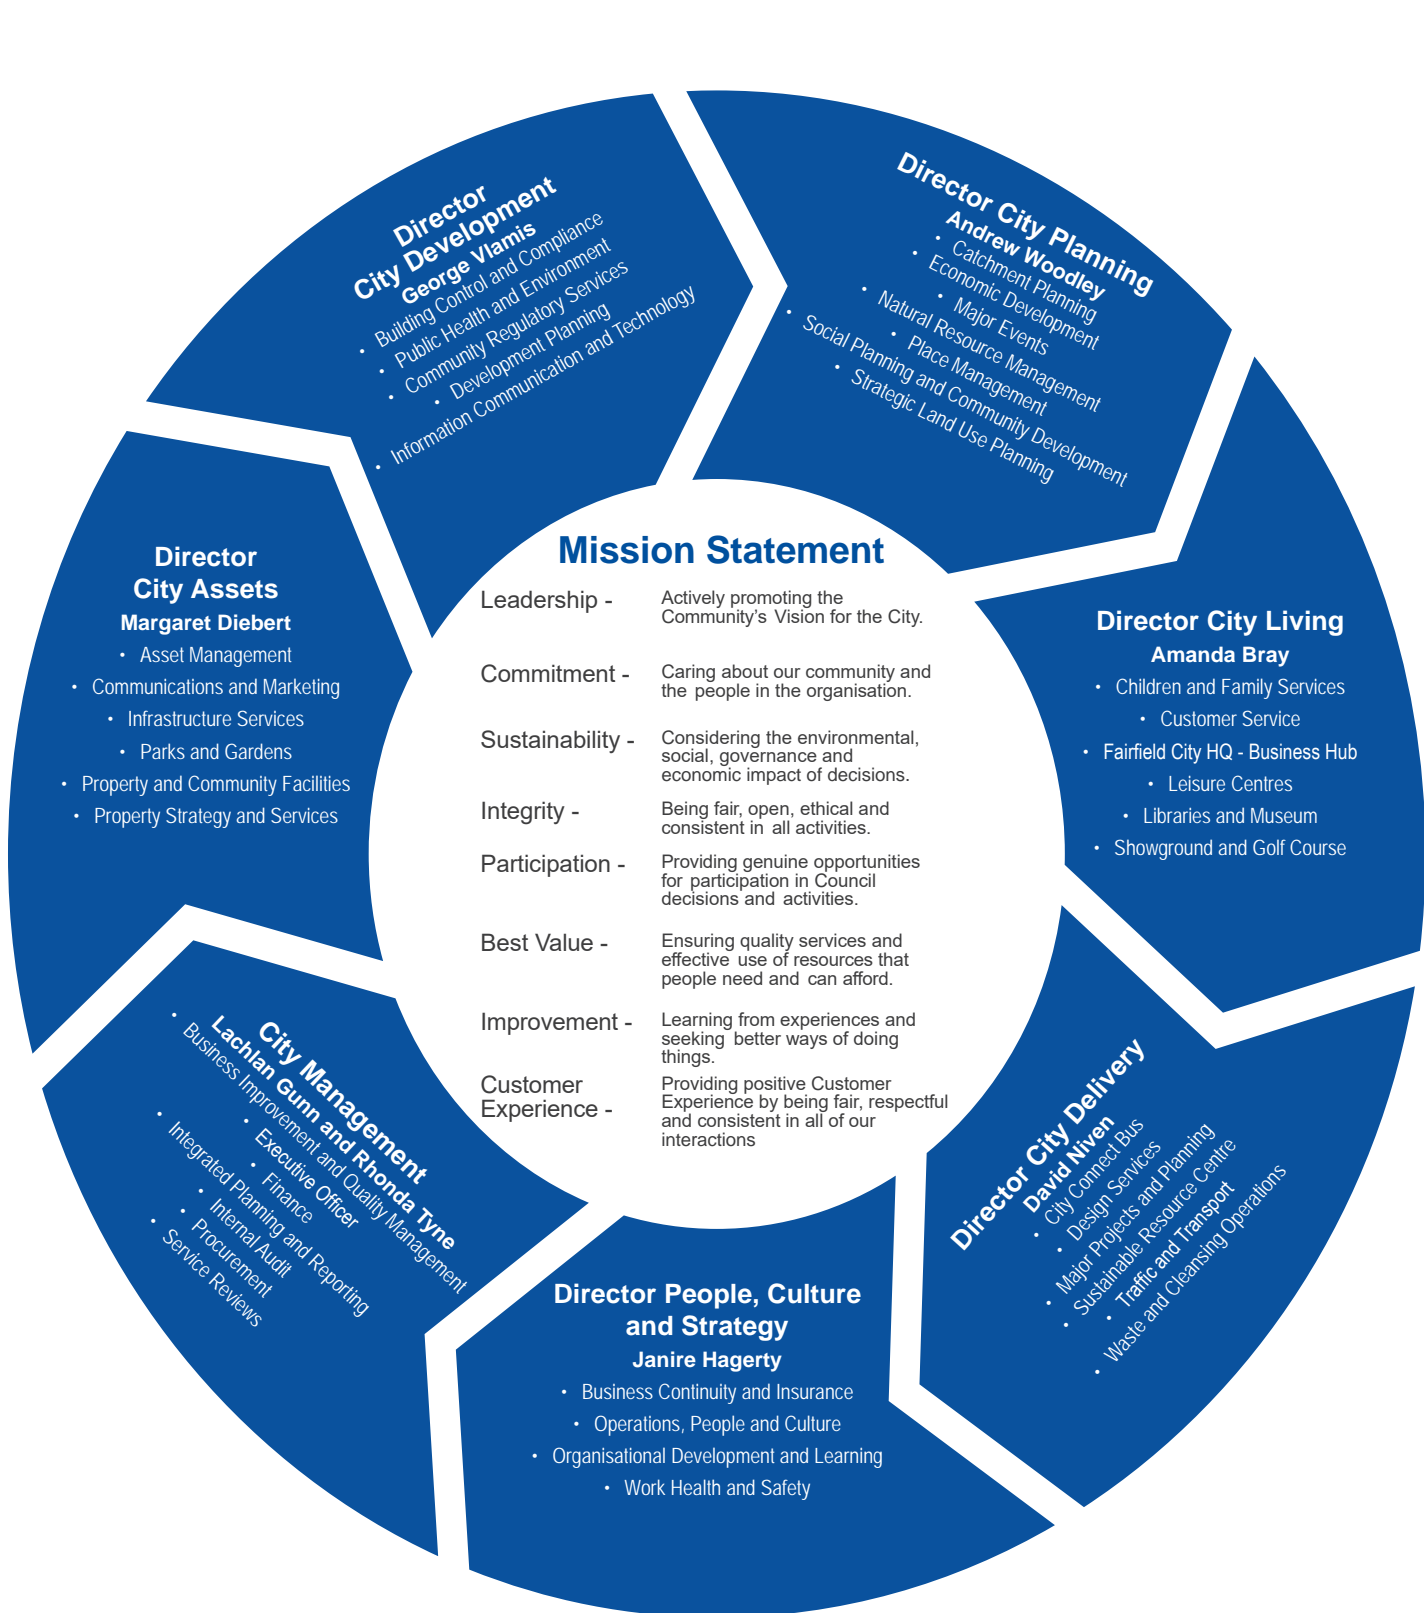 Director
City Development
George Vlamis
• Building Control and Compliance
• Public Health and Environment
• Community Regulatory Services
• Development Planning
• Information Communication and Technology
Director City Planning
Andrew Woodley
• Catchment Planning
• Economic Development
• Major Events
• Natural Resource Management
• Place Management
• Social Planning and Community Development
• Strategic Land Use Planning
Director
City Assets
Margaret Diebert
• Asset Management
• Communications and Marketing
• Infrastructure Services
• Parks and Gardens
• Property and Community Facilities
• Property Strategy and Services
Mission Statement
Leadership - Actively promoting the
Community's Vision for the City.
Commitment - Caring about our community and
the people in the organisation.
Sustainability - Considering the environmental,
social, governance and
economic impact of decisions.
Integrity - Being fair, open, ethical and
consistent in all activities.
Participation - Providing genuine opportunities
for participation in Council
decisions and activities.
Best Value - Ensuring quality services and
effective use of resources that
people need and can afford.
Improvement - Learning from experiences and
seeking better ways of doing
things.
Customer
Experience - Providing positive Customer
Experience by being fair, respectful
and consistent in all of our
interactions
Director City Living
Amanda Bray
• Children and Family Services
• Customer Service
• Fairfield City HQ - Business Hub
• Leisure Centres
• Libraries and Museum
• Showground and Golf Course
City Management
Lachlan Gunn and Rhonda Tyne
• Business Improvement and Quality Management
• Executive Officer
• Finance
• Integrated Planning and Reporting
• Internal Audit
• Procurement
• Service Reviews
Director People, Culture
and Strategy
Janire Hagerty
• Business Continuity and Insurance
• Operations, People and Culture
• Organisational Development and Learning
• Work Health and Safety
Director City Delivery
David Niven
• City Connect Bus
• Design Services
• Major Projects and Planning
• Sustainable Resource Centre
• Traffic and Transport
• Waste and Cleansing Operations